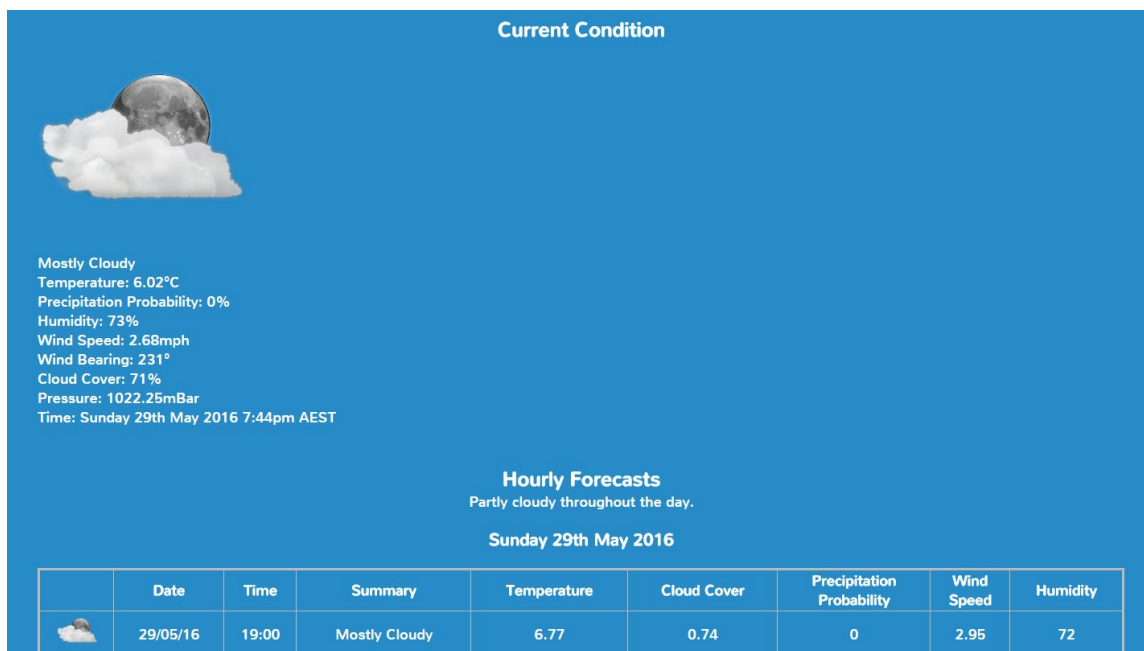 Current Condition
Mostly Cloudy
Temperature: 6.02°C
Precipitation Probability: 0%
Humidity: 73%
Wind Speed: 2.68mph
Wind Bearing: 231°
Cloud Cover: 71%
Pressure: 1022.25mBar
Time: Sunday 29th May 2016 7:44pm AEST
Hourly Forecasts
Partly cloudy throughout the day.
Sunday 29th May 2016
Date Time Summary Temperature Cloud Cover Precipitation Probability Wind Speed Humidity
29/05/16 19:00 Mostly Cloudy 6.77 0.74 0 2.95 72